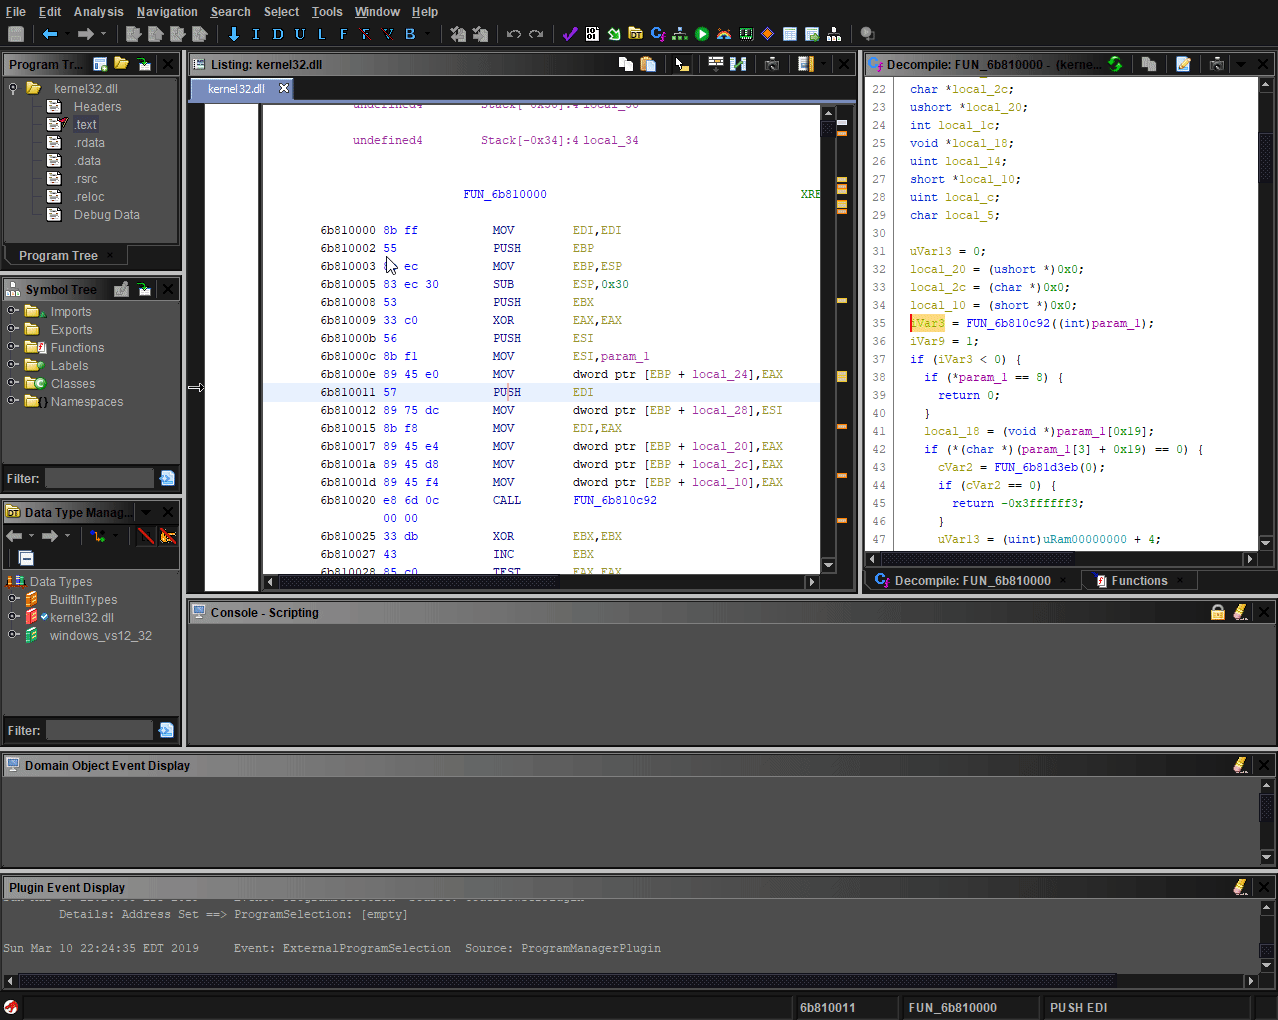 File Edit Analysis Navigation Search Select Tools Window Help
I D U L F F V B
Program Tr...
kernel32.dll
Headers
.text
.rdata
.data
.rsrc
.reloc
Debug Data
Program Tree ×
Symbol Tree
Imports
Exports
Functions
Labels
Classes
Namespaces
Filter:
Data Type Manag...
Data Types
BuiltInTypes
kernel32.dll
windows_vs12_32
Filter:
Listing: kernel32.dll
kernel32.dll
undefined4 Stack[-0x30]:4 local_30
undefined4 Stack[-0x34]:4 local_34
FUN_6b810000 XRE
6b810000 8b ff MOV EDI,EDI
6b810002 55 PUSH EBP
6b810003 ec MOV EBP,ESP
6b810005 83 ec 30 SUB ESP,0x30
6b810008 53 PUSH EBX
6b810009 33 c0 XOR EAX,EAX
6b81000b 56 PUSH ESI
6b81000c 8b f1 MOV ESI,param_1
6b81000e 89 45 e0 MOV dword ptr [EBP + local_24],EAX
6b810011 57 PUSH EDI
6b810012 89 75 dc MOV dword ptr [EBP + local_28],ESI
6b810015 8b f8 MOV EDI,EAX
6b810017 89 45 e4 MOV dword ptr [EBP + local_20],EAX
6b81001a 89 45 d8 MOV dword ptr [EBP + local_2c],EAX
6b81001d 89 45 f4 MOV dword ptr [EBP + local_10],EAX
6b810020 e8 6d 0c CALL FUN_6b810c92
00 00
6b810025 33 db XOR EBX,EBX
6b810027 43 INC EBX
6b810028 85 c0 TEST EAX,EAX
Decompile: FUN_6b810000 - (kerne...
22 char *local_2c;
23 ushort *local_20;
24 int local_1c;
25 void *local_18;
26 uint local_14;
27 short *local_10;
28 uint local_c;
29 char local_5;
30
31 uVar13 = 0;
32 local_20 = (ushort *)0x0;
33 local_2c = (char *)0x0;
34 local_10 = (short *)0x0;
35 iVar3 = FUN_6b810c92((int)param_1);
36 iVar9 = 1;
37 if (iVar3 < 0) {
38 if (*param_1 == 8) {
39 return 0;
40 }
41 local_18 = (void *)param_1[0x19];
42 if (*(char *)(param_1[3] + 0x19) == 0) {
43 cVar2 = FUN_6b81d3eb(0);
44 if (cVar2 == 0) {
45 return -0x3ffffff3;
46 }
47 uVar13 = (uint)uRam00000000 + 4;
Decompile: FUN_6b810000 × Functions ×
Console - Scripting
Domain Object Event Display
Plugin Event Display
Details: Address Set ==> ProgramSelection: [empty]
Sun Mar 10 22:24:35 EDT 2019 Event: ExternalProgramSelection Source: ProgramManagerPlugin
6b810011 FUN_6b810000 PUSH EDI